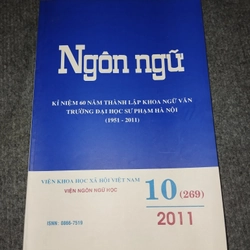 Ngôn ngữ
KỈ NIỆM 60 NĂM THÀNH LẬP KHOA NGỮ VĂN
TRƯỜNG ĐẠI HỌC SƯ PHẠM HÀ NỘI
(1951 - 2011)
VIỆN KHOA HỌC XÃ HỘI VIỆT NAM
VIỆN NGÔN NGỮ HỌC
10 (269)
2011
ISSN: 0866-7519